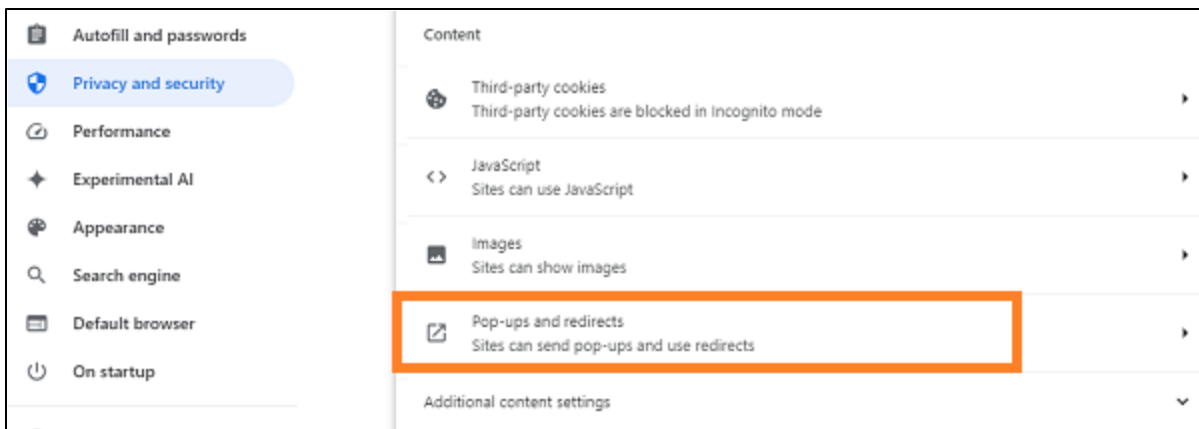 Autofill and passwords
Privacy and security
Performance
Experimental AI
Appearance
Search engine
Default browser
On startup
Content
Third-party cookies
Third-party cookies are blocked in Incognito mode
JavaScript
Sites can use JavaScript
Images
Sites can show images
Pop-ups and redirects
Sites can send pop-ups and use redirects
Additional content settings